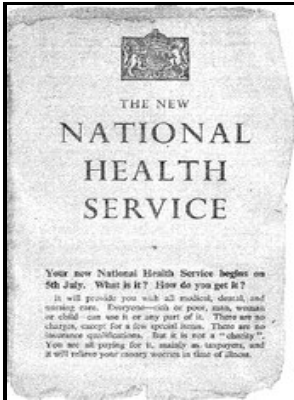 THE NEW
NATIONAL
HEALTH
SERVICE
Your new National Health Service begins on
5th July. What is it? How do you get it?
It will provide you with all medical, dental, and
nursing care. Everyone—rich or poor, man, woman
or child—can use it or any part of it. There are no
charges, except for a few special items. There are no
insurance qualifications. But it is not a "charity".
You are all paying for it, mainly as taxpayers, and
it will relieve your money worries in time of illness.